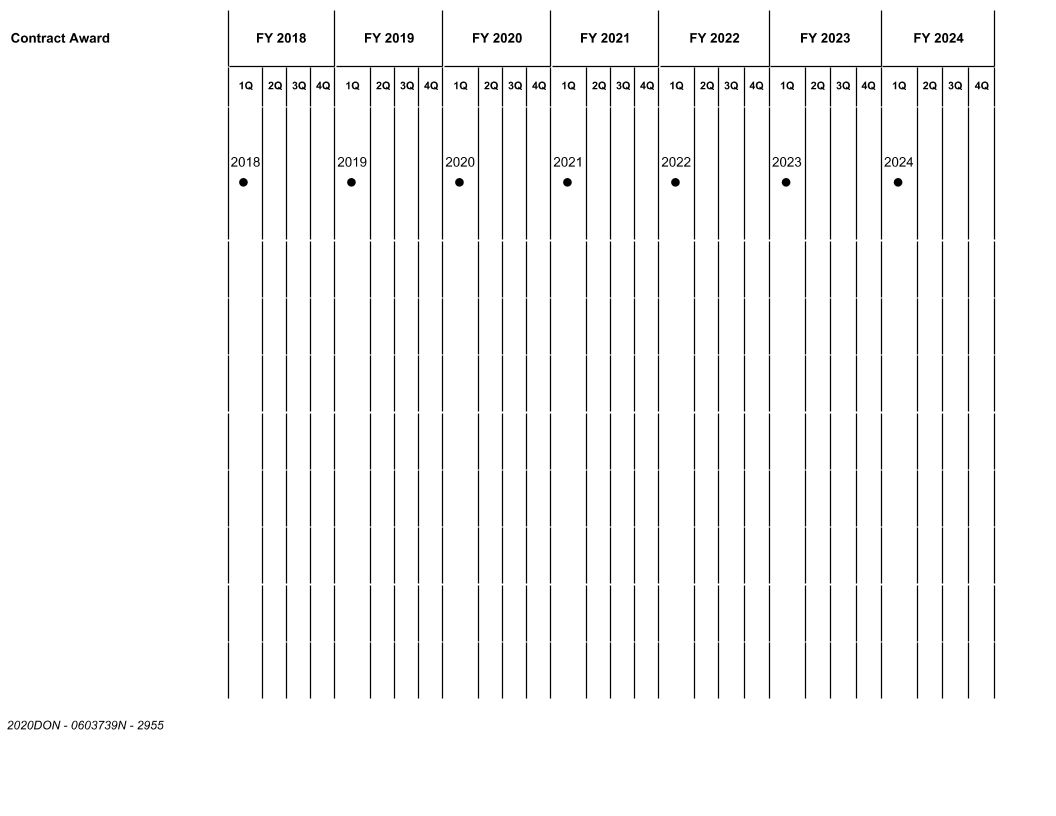 Contract Award FY 2018 FY 2019 FY 2020 FY 2021 FY 2022 FY 2023 FY 2024
1Q 2Q 3Q 4Q 1Q 2Q 3Q 4Q 1Q 2Q 3Q 4Q 1Q 2Q 3Q 4Q 1Q 2Q 3Q 4Q 1Q 2Q 3Q 4Q 1Q 2Q 3Q 4Q
2018 2019 2020 2021 2022 2023 2024
2020DON - 0603739N - 2955